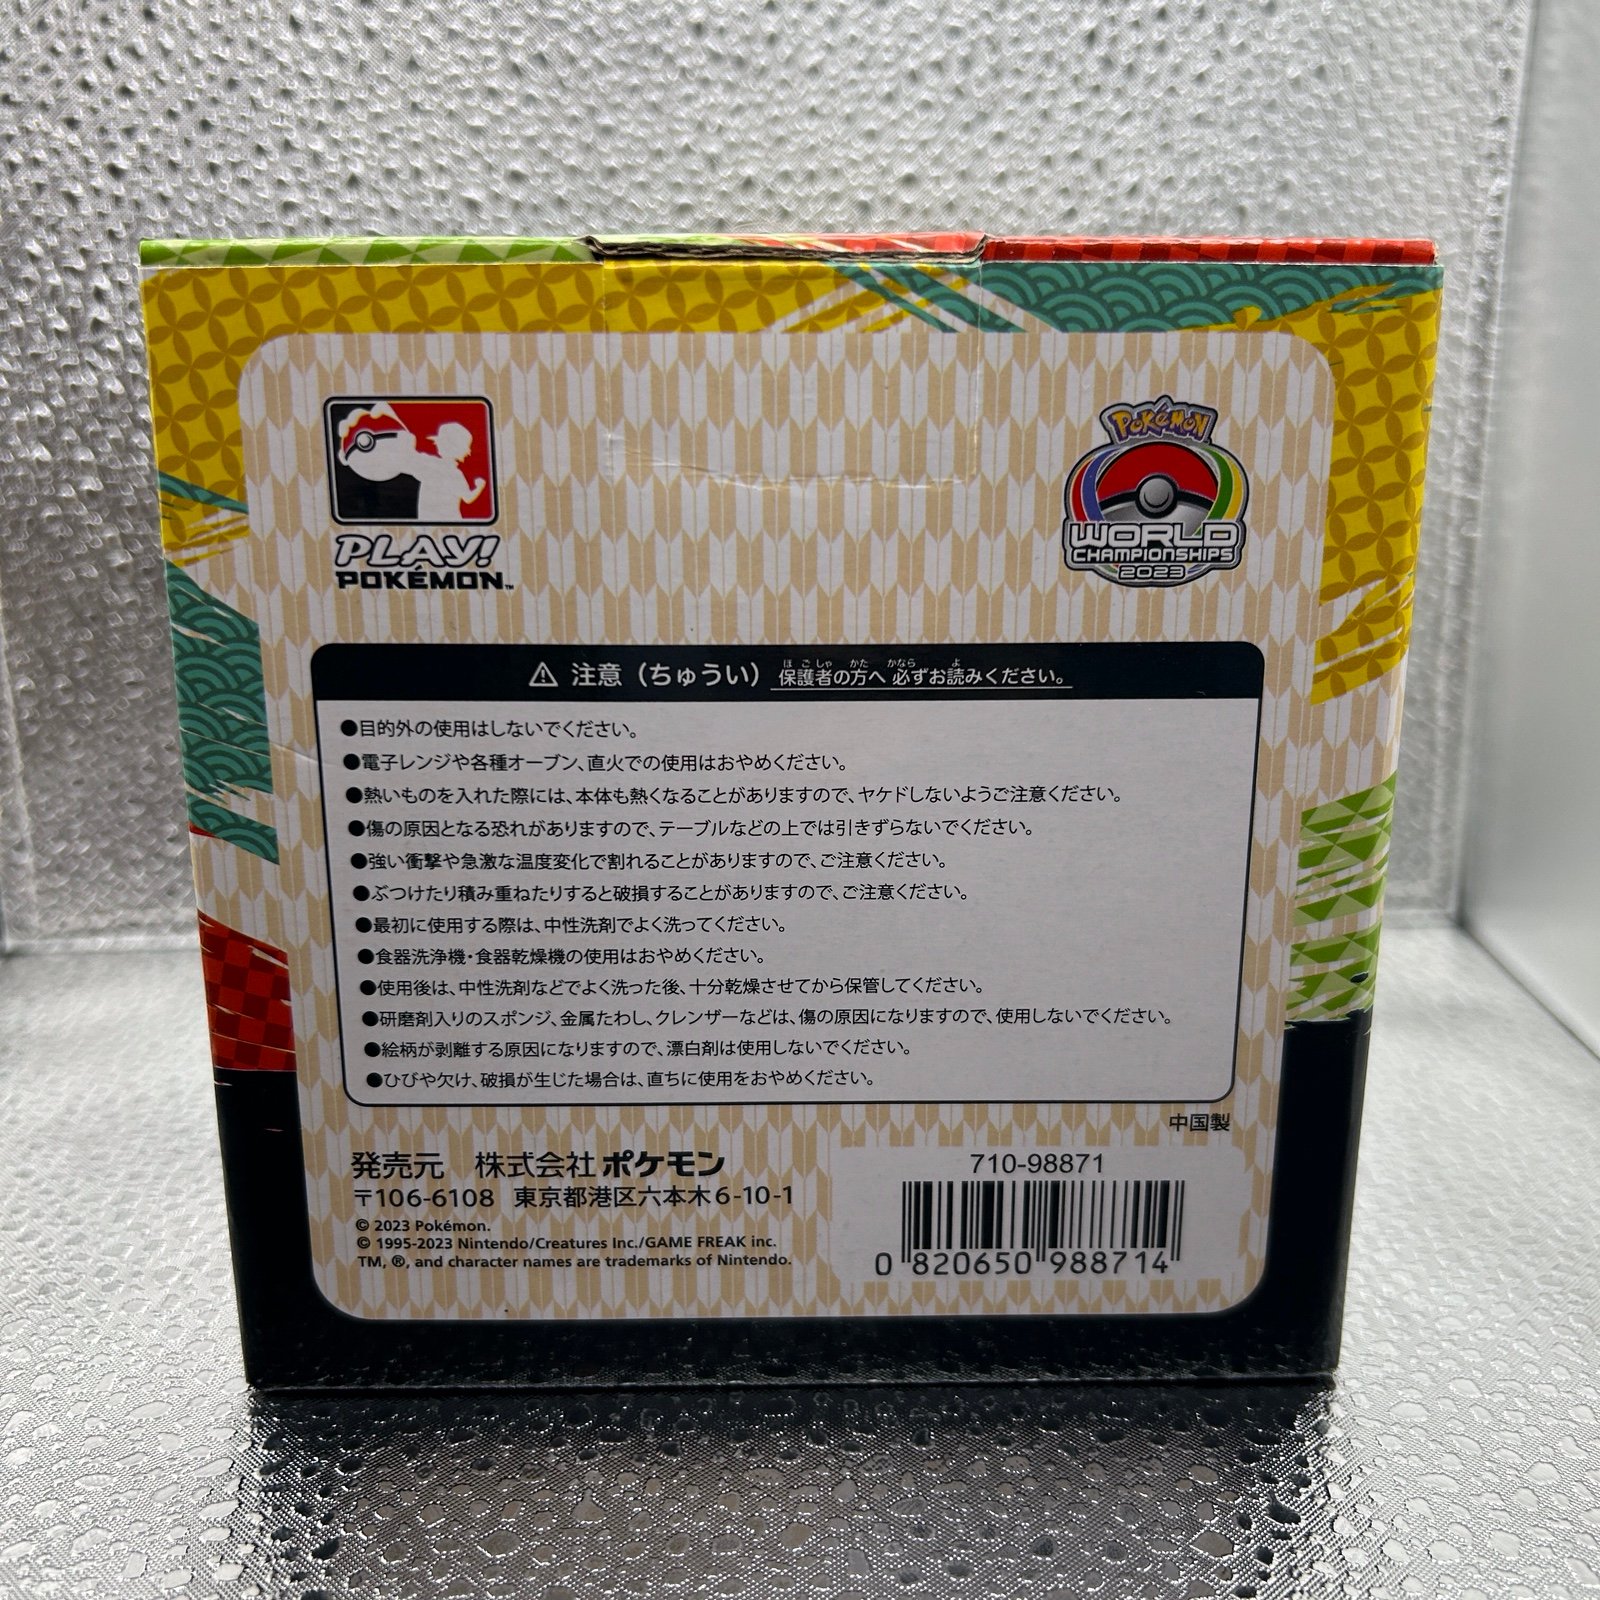 PLAY!
POKÉMON™
Pokémon
WORLD
CHAMPIONSHIPS
2023
⚠ 注意（ちゅうい） 保護者の方へ 必ずお読みください。
●目的外の使用はしないでください。
●電子レンジや各種オーブン、直火での使用はおやめください。
●熱いものを入れた際には、本体も熱くなることがありますので、ヤケドしないようご注意ください。
●傷の原因となる恐れがありますので、テーブルなどの上では引きずらないでください。
●強い衝撃や急激な温度変化で割れることがありますので、ご注意ください。
●ぶつけたり積み重ねたりすると破損することがありますので、ご注意ください。
●最初に使用する際は、中性洗剤でよく洗ってください。
●食器洗浄機・食器乾燥機の使用はおやめください。
●使用後は、中性洗剤などでよく洗った後、十分乾燥させてから保管してください。
●研磨剤入りのスポンジ、金属たわし、クレンザーなどは、傷の原因になりますので、使用しないでください。
●絵柄が剥離する原因になりますので、漂白剤は使用しないでください。
●ひびや欠け、破損が生じた場合は、直ちに使用をおやめください。
中国製
発売元 株式会社ポケモン
〒106-6108 東京都港区六本木6-10-1
© 2023 Pokémon.
© 1995-2023 Nintendo/Creatures Inc./GAME FREAK inc.
TM, ®, and character names are trademarks of Nintendo.
710-98871
0 820650 988714